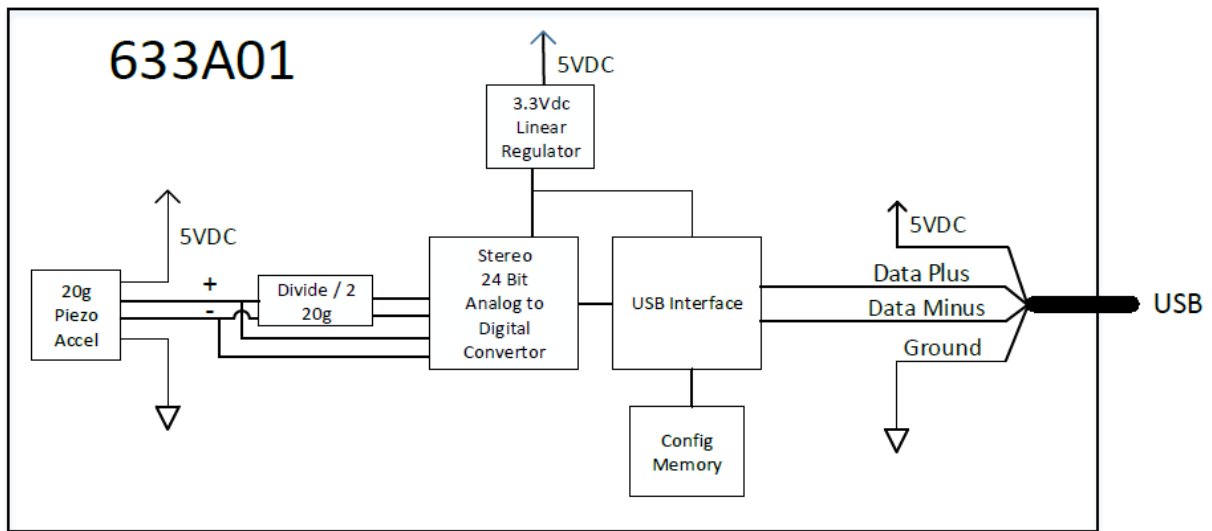 633A01
5VDC
3.3Vdc
Linear
Regulator
5VDC
5VDC
20g
Piezo
Accel
+
-
Divide / 2
20g
Stereo
24 Bit
Analog to
Digital
Convertor
USB Interface
Data Plus
Data Minus
Ground
USB
Config
Memory